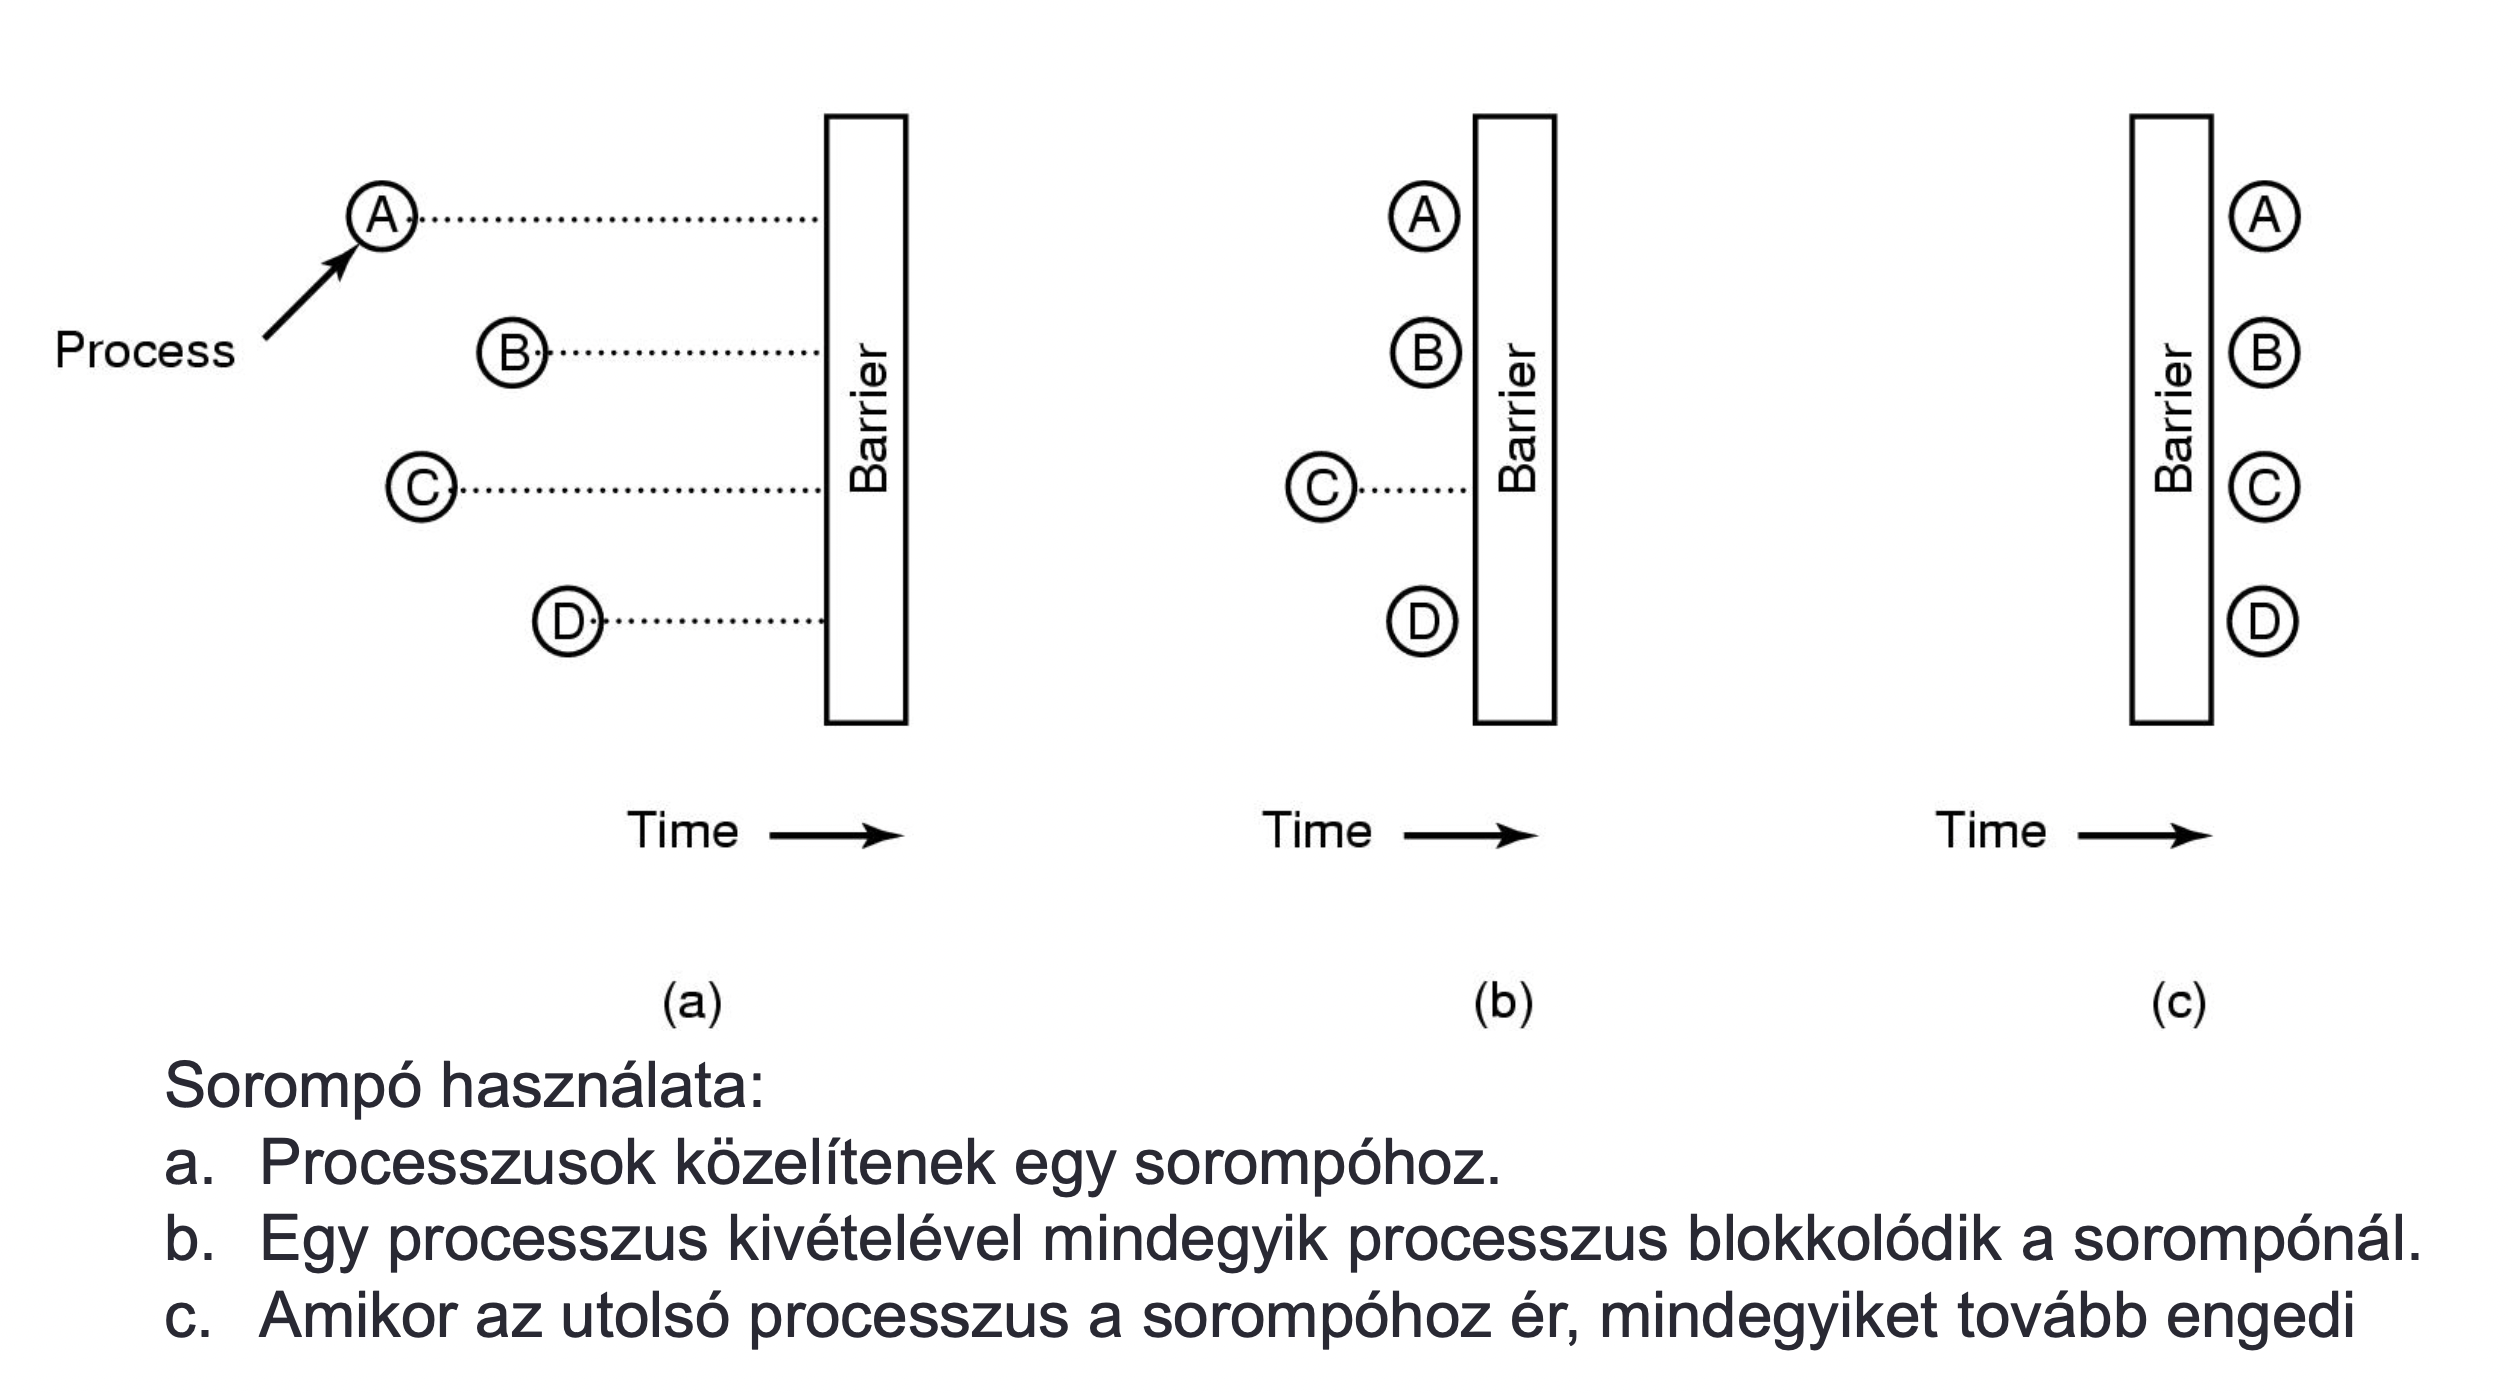 A
B
C
D
Process
Barrier
Time
(a)
A
B
C
D
Barrier
Time
(b)
A
B
C
D
Barrier
Time
(c)
Sorompó használata:
a. Processzusok közelítenek egy sorompóhoz.
b. Egy processzus kivételével mindegyik processzus blokkolódik a sorompónál.
c. Amikor az utolsó processzus a sorompóhoz ér, mindegyiket tovább engedi